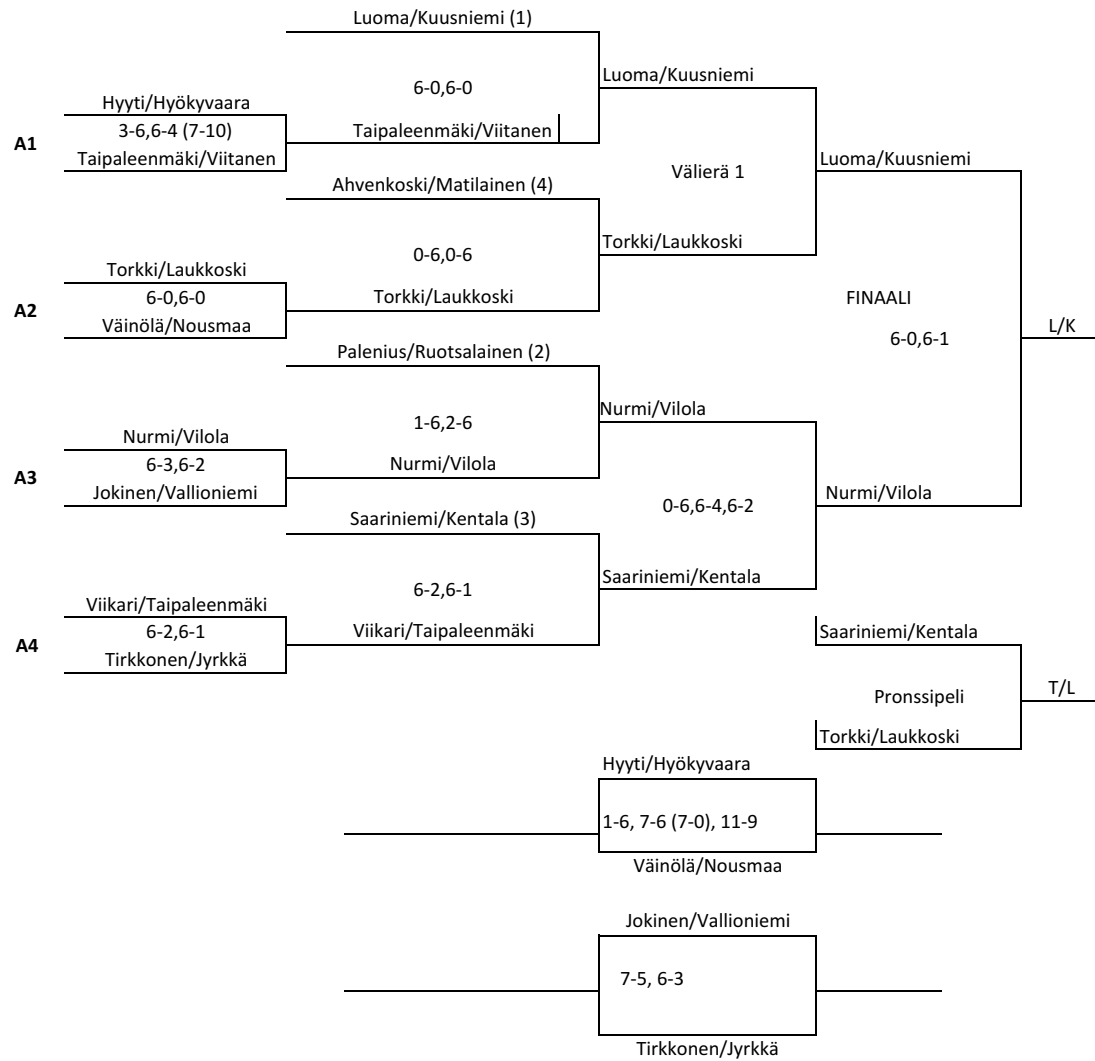 Luoma/Kuusniemi (1)
6-0,6-0
Luoma/Kuusniemi
Hyyti/Hyökyvaara
A1
3-6,6-4 (7-10)
Taipaleenmäki/Viitanen
Taipaleenmäki/Viitanen
Välierä 1
Luoma/Kuusniemi
Ahvenkoski/Matilainen (4)
0-6,0-6
Torkki/Laukkoski
Torkki/Laukkoski
A2
6-0,6-0
Väinölä/Nousmaa
Torkki/Laukkoski
FINAALI
6-0,6-1
L/K
Palenius/Ruotsalainen (2)
1-6,2-6
Nurmi/Vilola
Nurmi/Vilola
A3
6-3,6-2
Jokinen/Vallioniemi
Nurmi/Vilola
0-6,6-4,6-2
Nurmi/Vilola
Saariniemi/Kentala (3)
6-2,6-1
Saariniemi/Kentala
Viikari/Taipaleenmäki
A4
6-2,6-1
Tirkkonen/Jyrkkä
Viikari/Taipaleenmäki
Saariniemi/Kentala
Pronssipeli
T/L
Torkki/Laukkoski
Hyyti/Hyökyvaara
1-6, 7-6 (7-0), 11-9
Väinölä/Nousmaa
Jokinen/Vallioniemi
7-5, 6-3
Tirkkonen/Jyrkkä